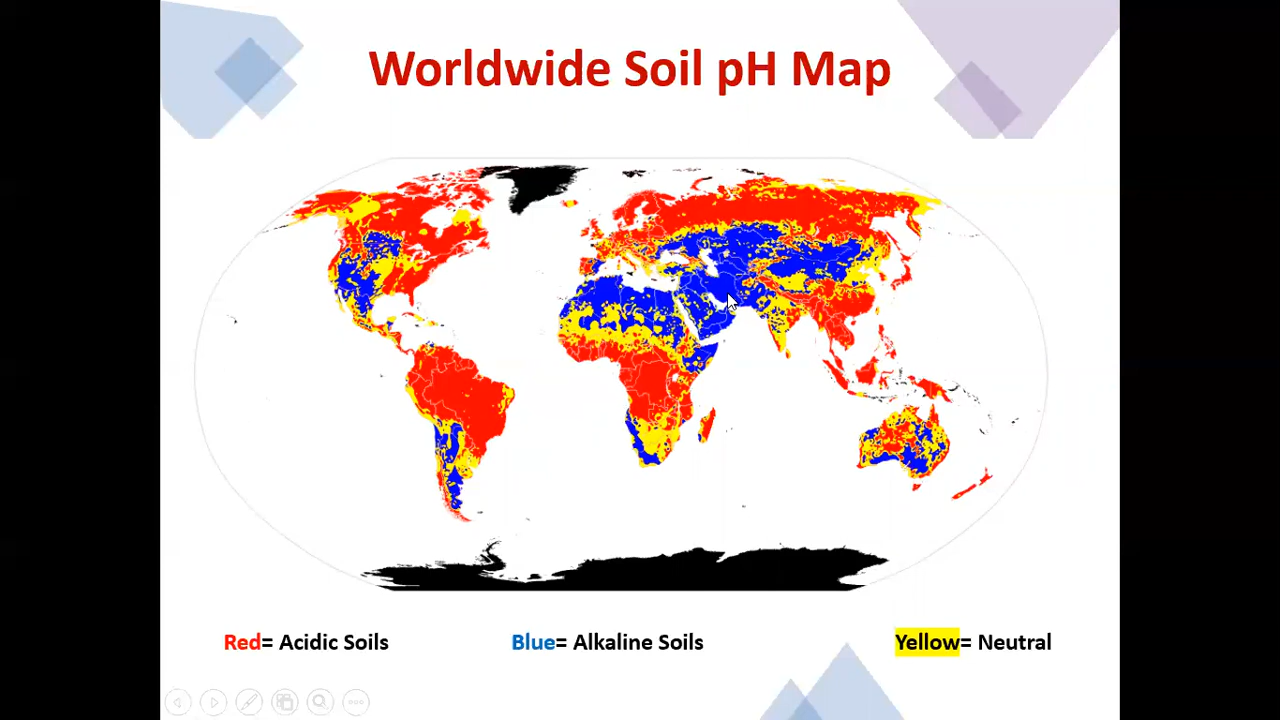 Worldwide Soil pH Map
Red= Acidic Soils
Blue= Alkaline Soils
Yellow= Neutral